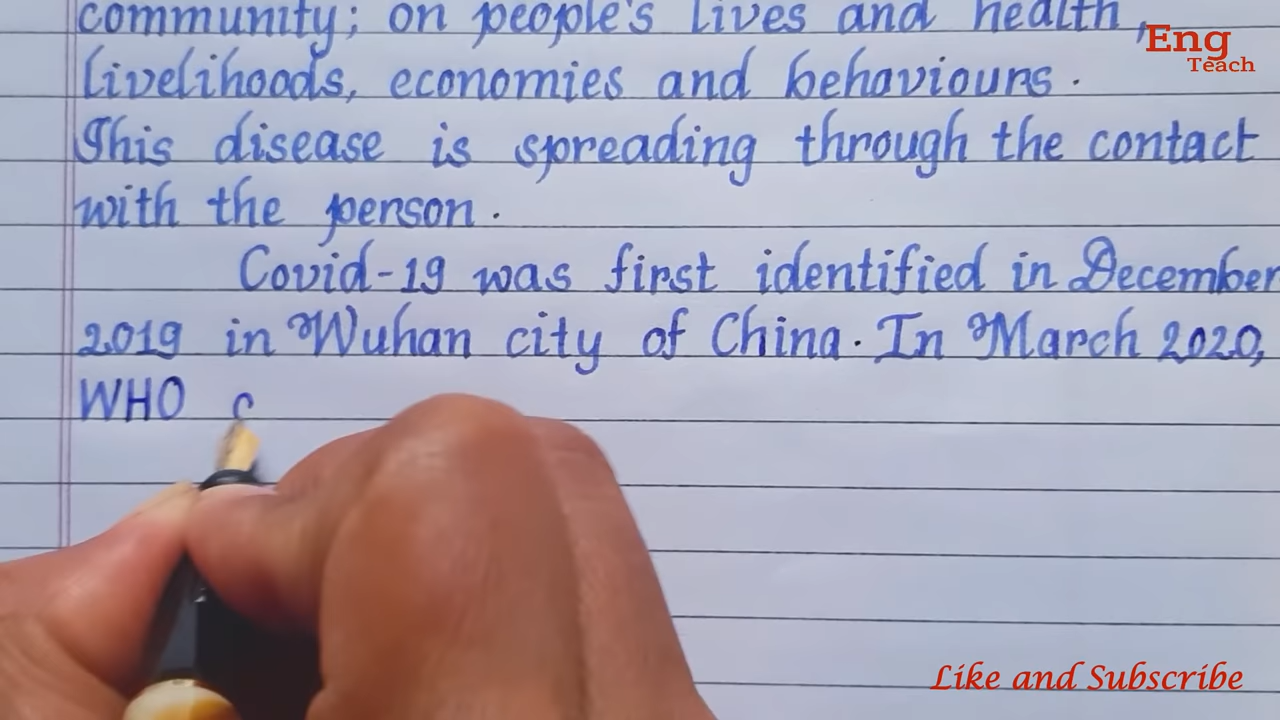 community; on people's lives and health,
livelihoods, economies and behaviours.
This disease is spreading through the contact
with the person.
Covid-19 was first identified in December
2019 in Wuhan city of China. In March 2020,
WHO
Eng
Teach
Like and Subscribe